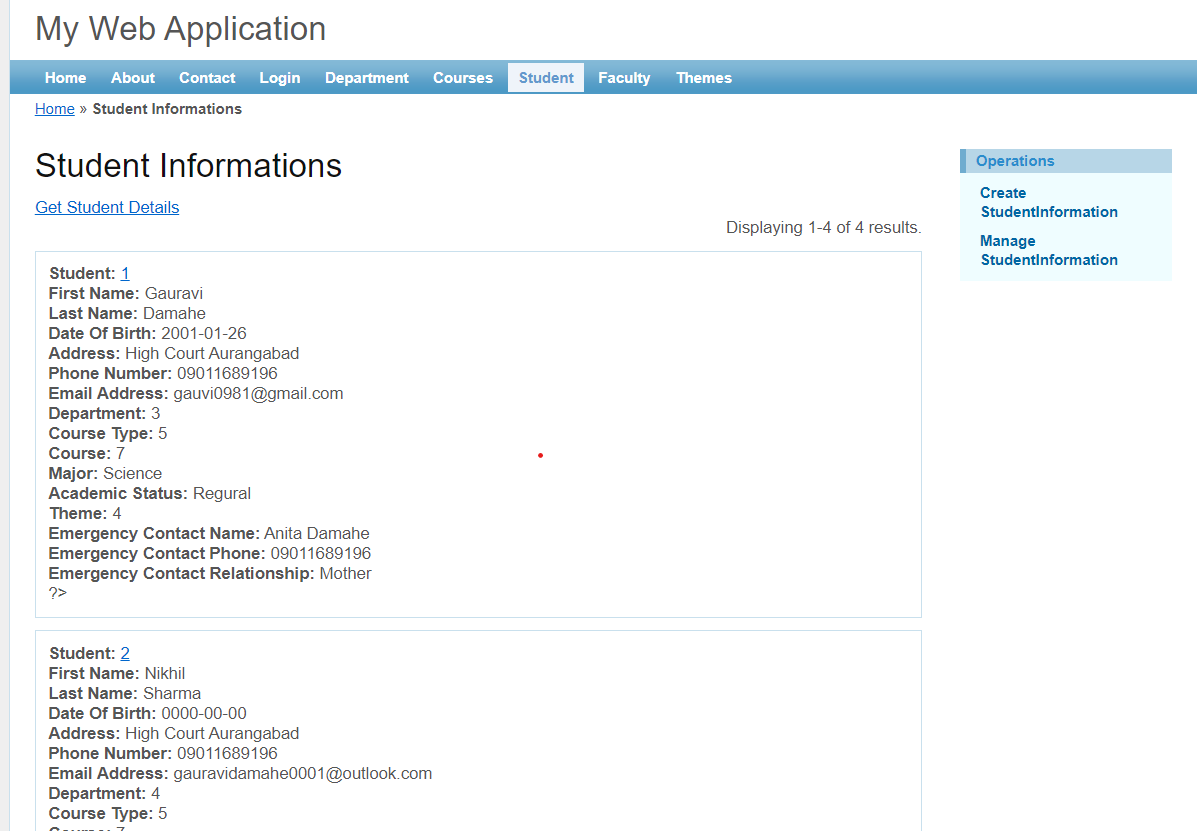 My Web Application
Home About Contact Login Department Courses Student Faculty Themes
Home » Student Informations
Student Informations
Get Student Details
Displaying 1-4 of 4 results.
Student: 1
First Name: Gauravi
Last Name: Damahe
Date Of Birth: 2001-01-26
Address: High Court Aurangabad
Phone Number: 09011689196
Email Address: gauvi0981@gmail.com
Department: 3
Course Type: 5
Course: 7
Major: Science
Academic Status: Regural
Theme: 4
Emergency Contact Name: Anita Damahe
Emergency Contact Phone: 09011689196
Emergency Contact Relationship: Mother
?>
Student: 2
First Name: Nikhil
Last Name: Sharma
Date Of Birth: 0000-00-00
Address: High Court Aurangabad
Phone Number: 09011689196
Email Address: gauravidamahe0001@outlook.com
Department: 4
Course Type: 5
Course: 7
Operations
Create
StudentInformation
Manage
StudentInformation